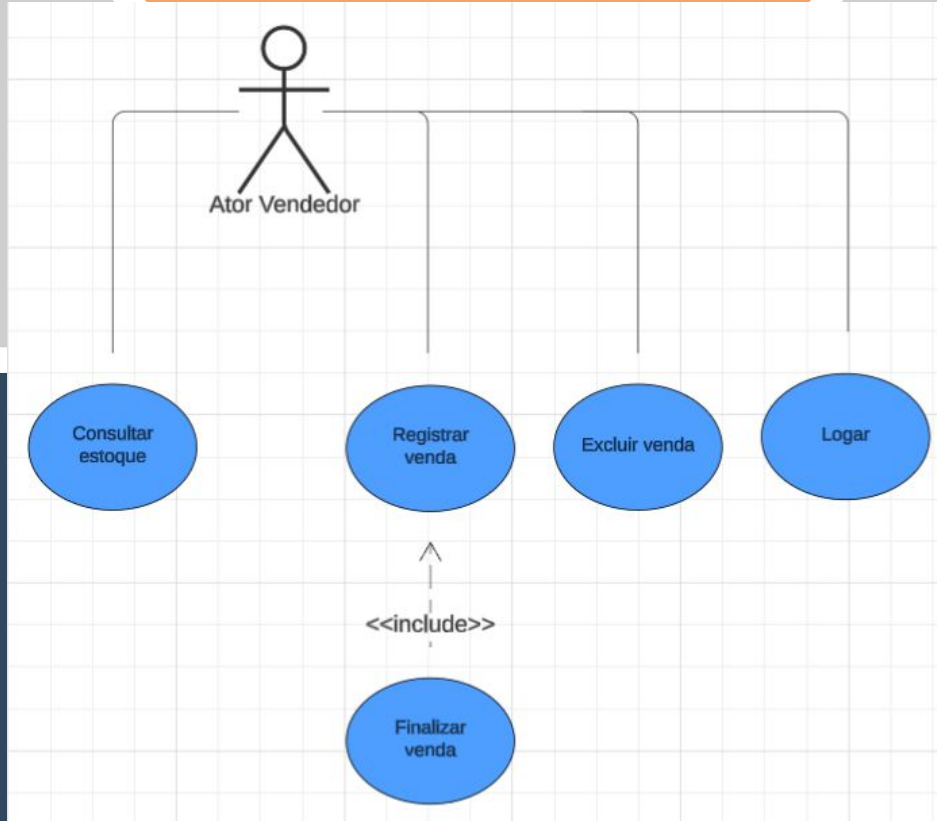 Ator Vendedor
Consultar
estoque
Registrar
venda
Excluir venda
Logar
<<include>>
Finalizar
venda